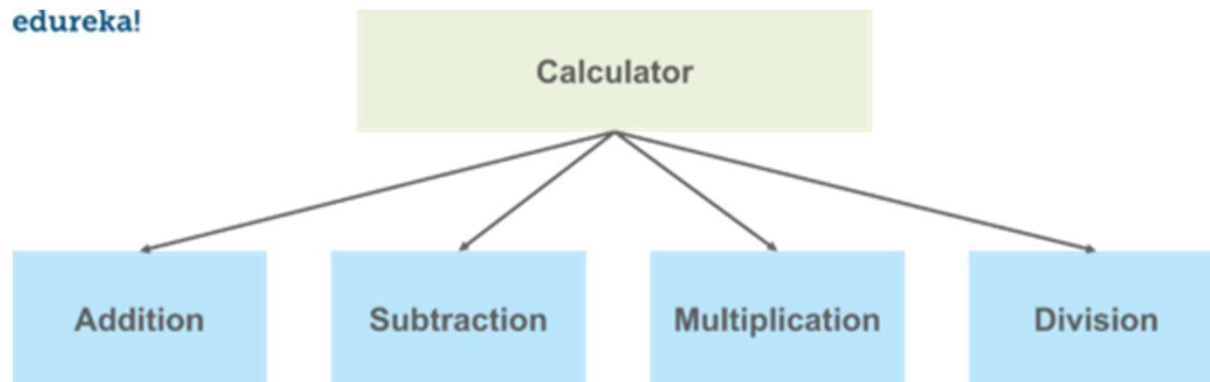 edureka!
Calculator
Addition
Subtraction
Multiplication
Division